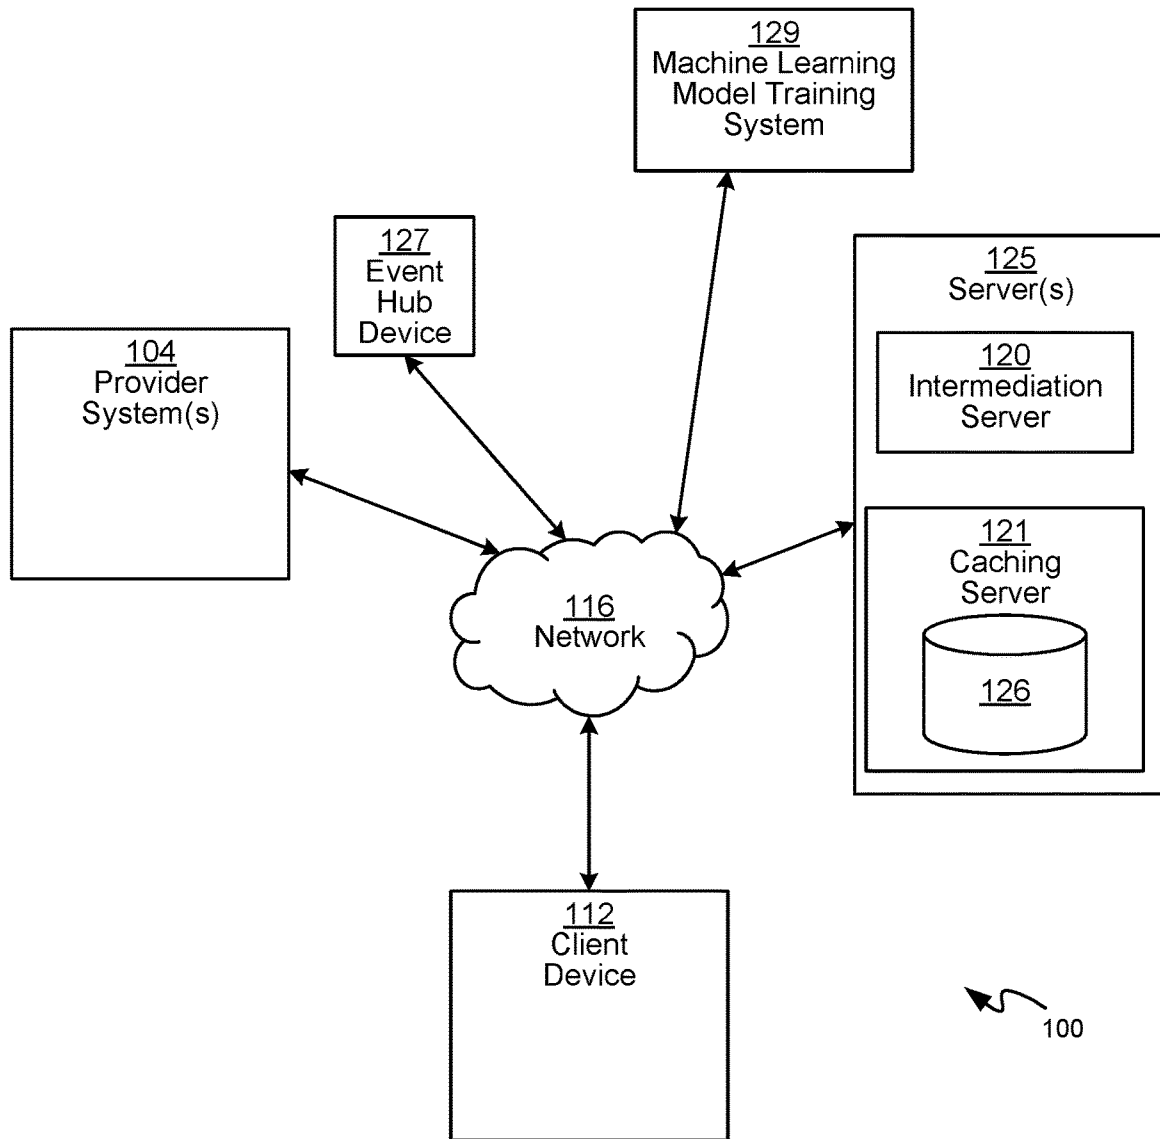 129
Machine Learning
Model Training
System
127
Event
Hub
Device
125
Server(s)
104
Provider
System(s)
120
Intermediation
Server
121
Caching
Server
116
Network
126
112
Client
Device
100